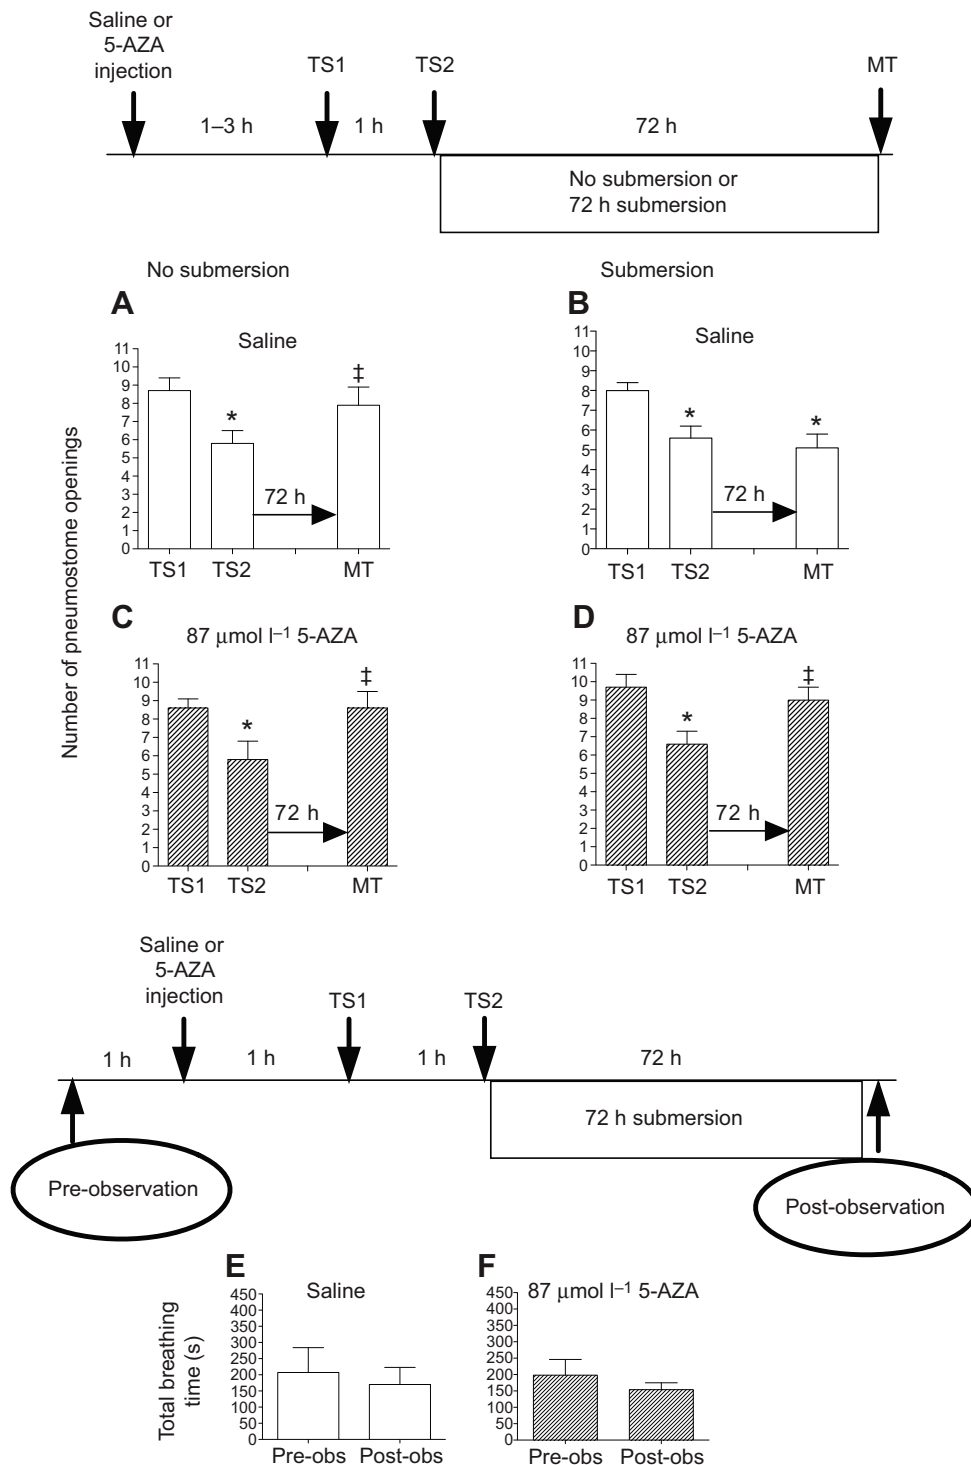 Saline or
5-AZA
injection
TS1
TS2
MT
1–3 h
1 h
72 h
No submersion or
72 h submersion
No submersion
Submersion
Number of pneumostome openings
A
Saline
11
10
9
8
7
6
5
4
3
2
1
0
*
‡
72 h
TS1
TS2
MT
B
Saline
11
10
9
8
7
6
5
4
3
2
1
0
*
*
72 h
TS1
TS2
MT
C
87 µmol l⁻¹ 5-AZA
11
10
9
8
7
6
5
4
3
2
1
0
*
‡
72 h
TS1
TS2
MT
D
87 µmol l⁻¹ 5-AZA
11
10
9
8
7
6
5
4
3
2
1
0
*
‡
72 h
TS1
TS2
MT
Saline or
5-AZA
injection
TS1
TS2
1 h
1 h
1 h
72 h
72 h submersion
Pre-observation
Post-observation
Total breathing
time (s)
E
Saline
450
400
350
300
250
200
150
100
50
0
Pre-obs
Post-obs
F
87 µmol l⁻¹ 5-AZA
450
400
350
300
250
200
150
100
50
0
Pre-obs
Post-obs